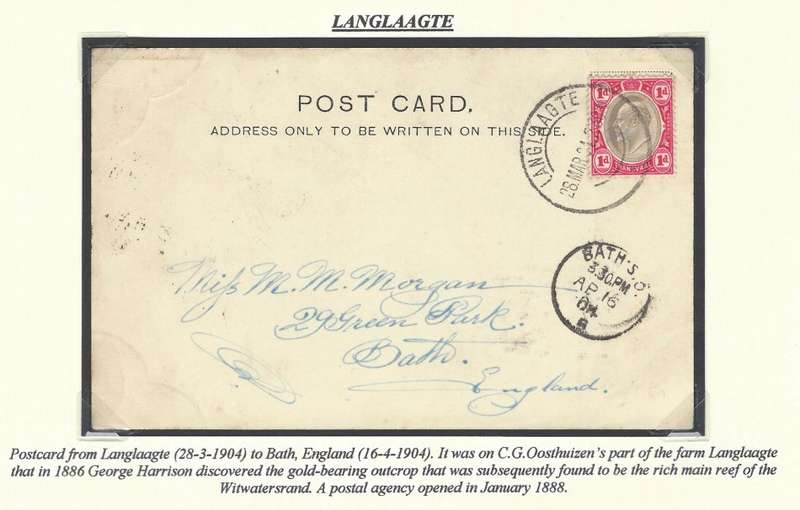 LANGLAAGTE
POST CARD.
ADDRESS ONLY TO BE WRITTEN ON THIS SIDE.
1d 1d
1d 1d
TRANSVAAL
LANGLAAGTE
28 MAR 04
BATH·S.O.
3.30PM
AP 16
04
Miss M. M. Morgan
29 Green Park.
Bath.
England.
Postcard from Langlaagte (28-3-1904) to Bath, England (16-4-1904). It was on C.G.Oosthuizen's part of the farm Langlaagte
that in 1886 George Harrison discovered the gold-bearing outcrop that was subsequently found to be the rich main reef of the
Witwatersrand. A postal agency opened in January 1888.